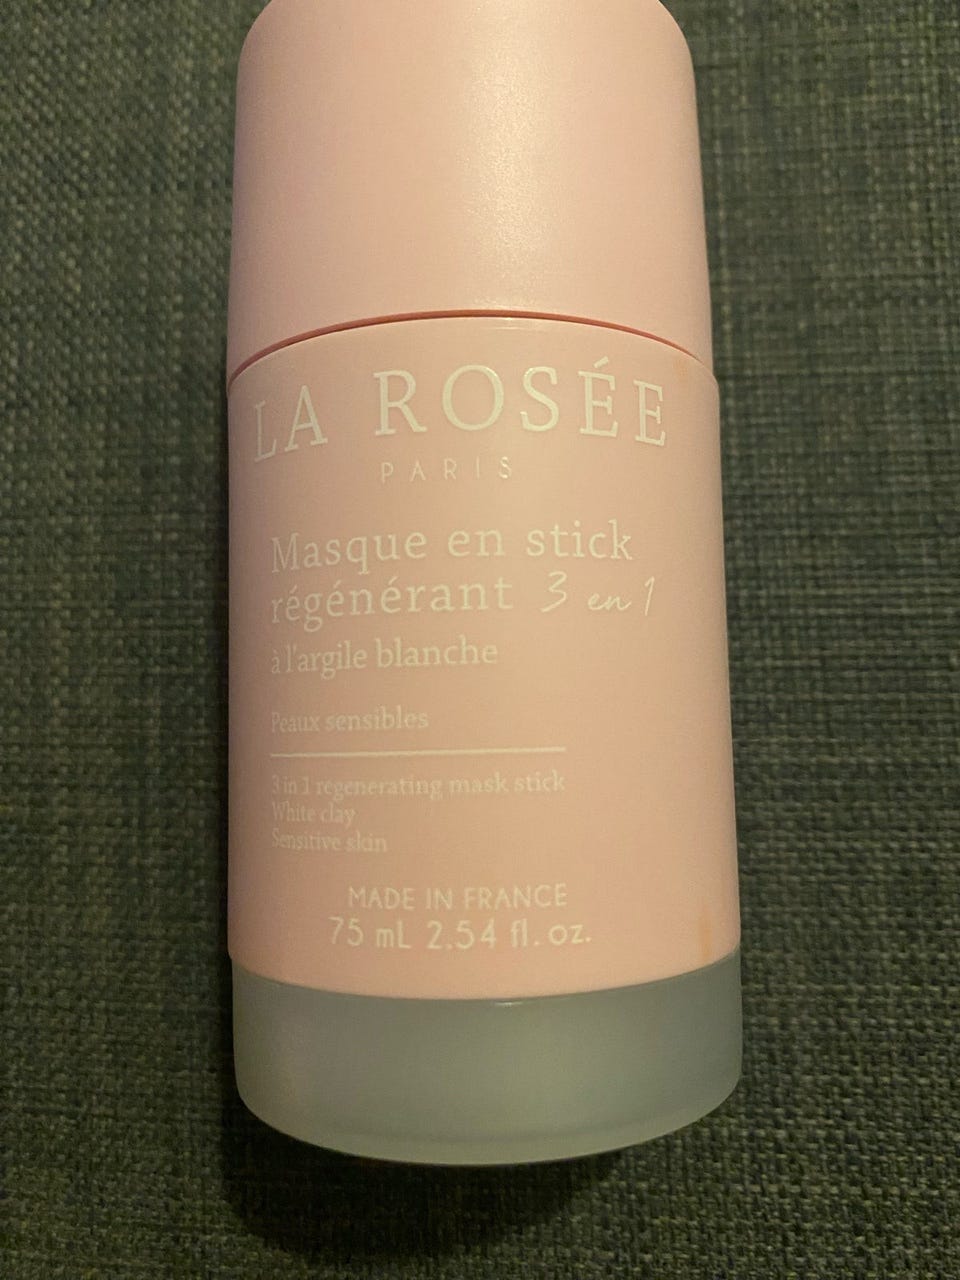 LA ROSÉE
PARIS
Masque en stick
régénérant 3 en 1
à l'argile blanche
Peaux sensibles
3 in 1 regenerating mask stick
White clay
Sensitive skin
MADE IN FRANCE
75 mL 2.54 fl. oz.